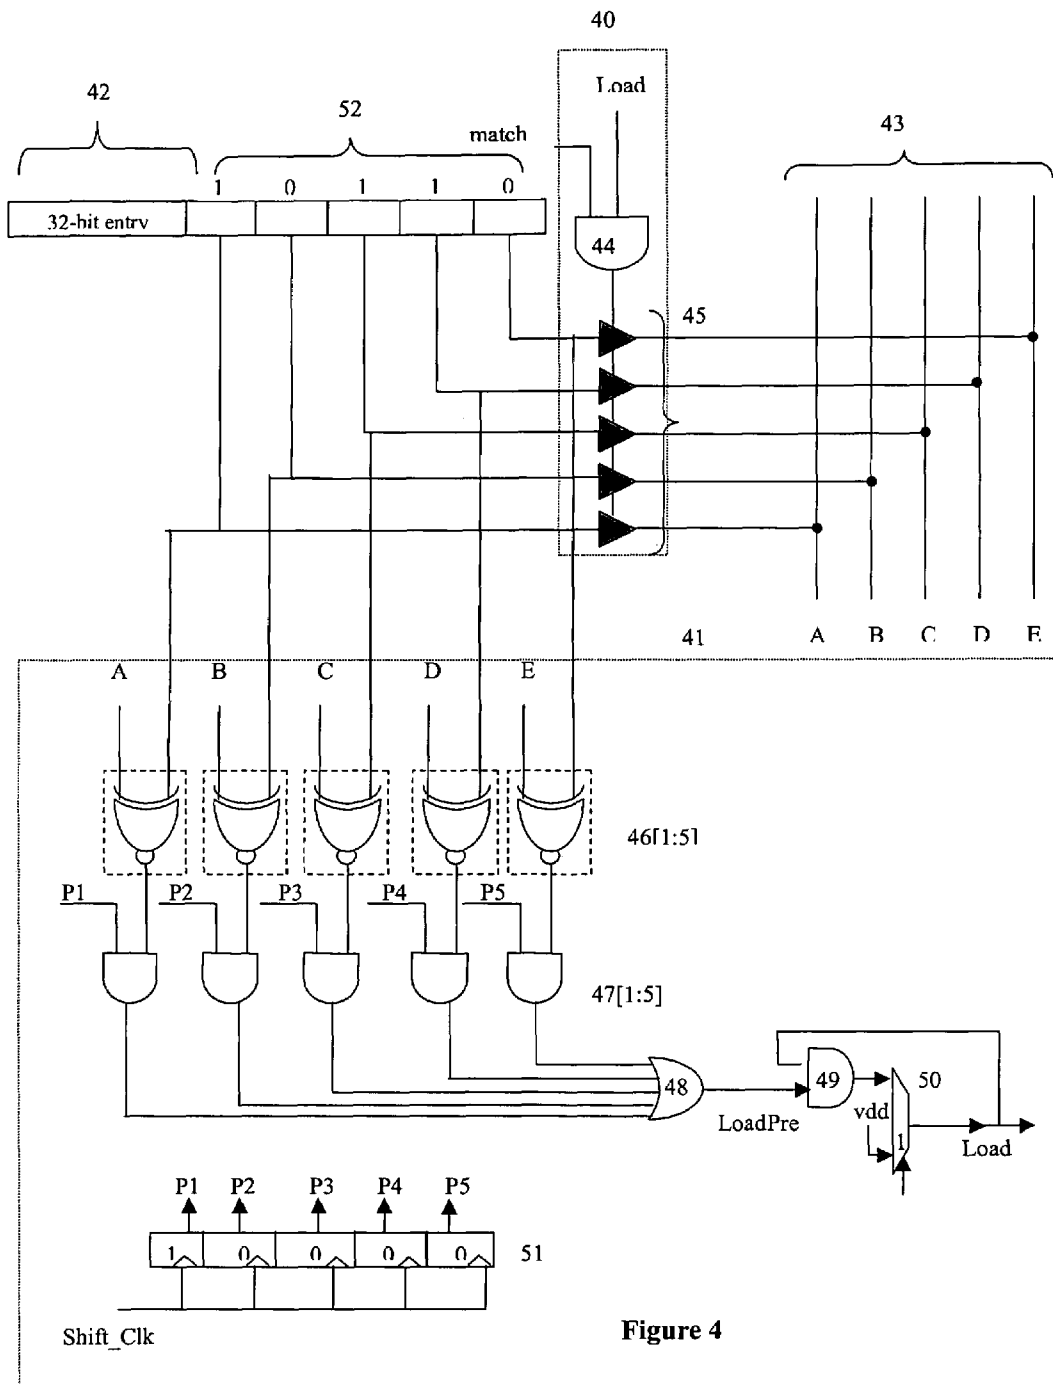 40
Load
42
52
match
43
1 0 1 1 0
32-bit entry
44
45
41
A B C D E
A B C D E
46[1:5]
P1 P2 P3 P4 P5
47[1:5]
48
49
50
vdd
1
LoadPre
Load
P1 P2 P3 P4 P5
1 0 0 0 0
51
Shift_Clk
Figure 4